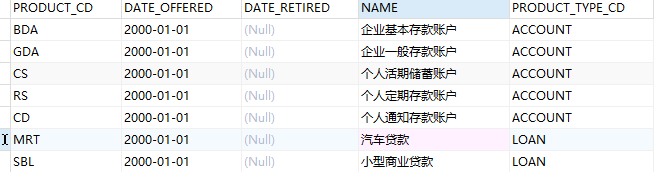 PRODUCT_CD DATE_OFFERED DATE_RETIRED NAME PRODUCT_TYPE_CD
BDA 2000-01-01 (Null) 企业基本存款账户 ACCOUNT
GDA 2000-01-01 (Null) 企业一般存款账户 ACCOUNT
CS 2000-01-01 (Null) 个人活期储蓄账户 ACCOUNT
RS 2000-01-01 (Null) 个人定期存款账户 ACCOUNT
CD 2000-01-01 (Null) 个人通知存款账户 ACCOUNT
MRT 2000-01-01 (Null) 汽车贷款 LOAN
SBL 2000-01-01 (Null) 小型商业贷款 LOAN